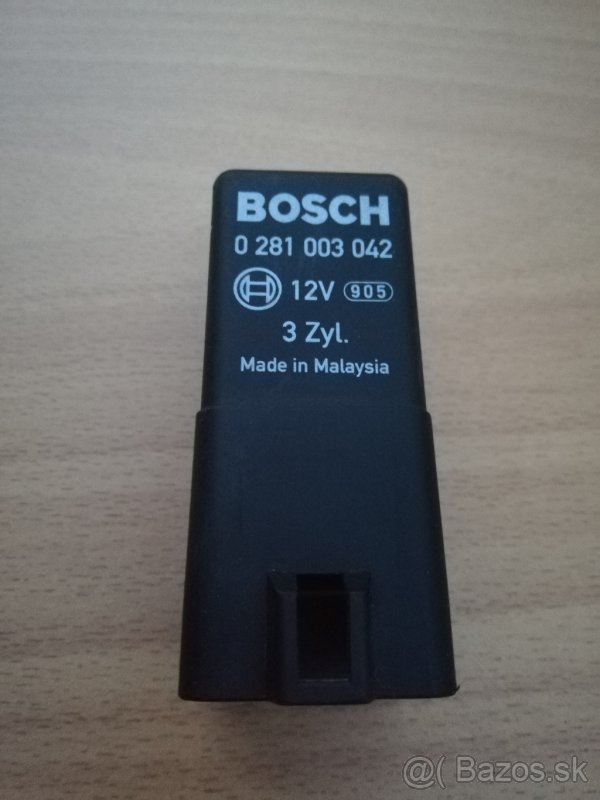 BOSCH
0 281 003 042
12V 905
3 Zyl.
Made in Malaysia
@( Bazos.sk